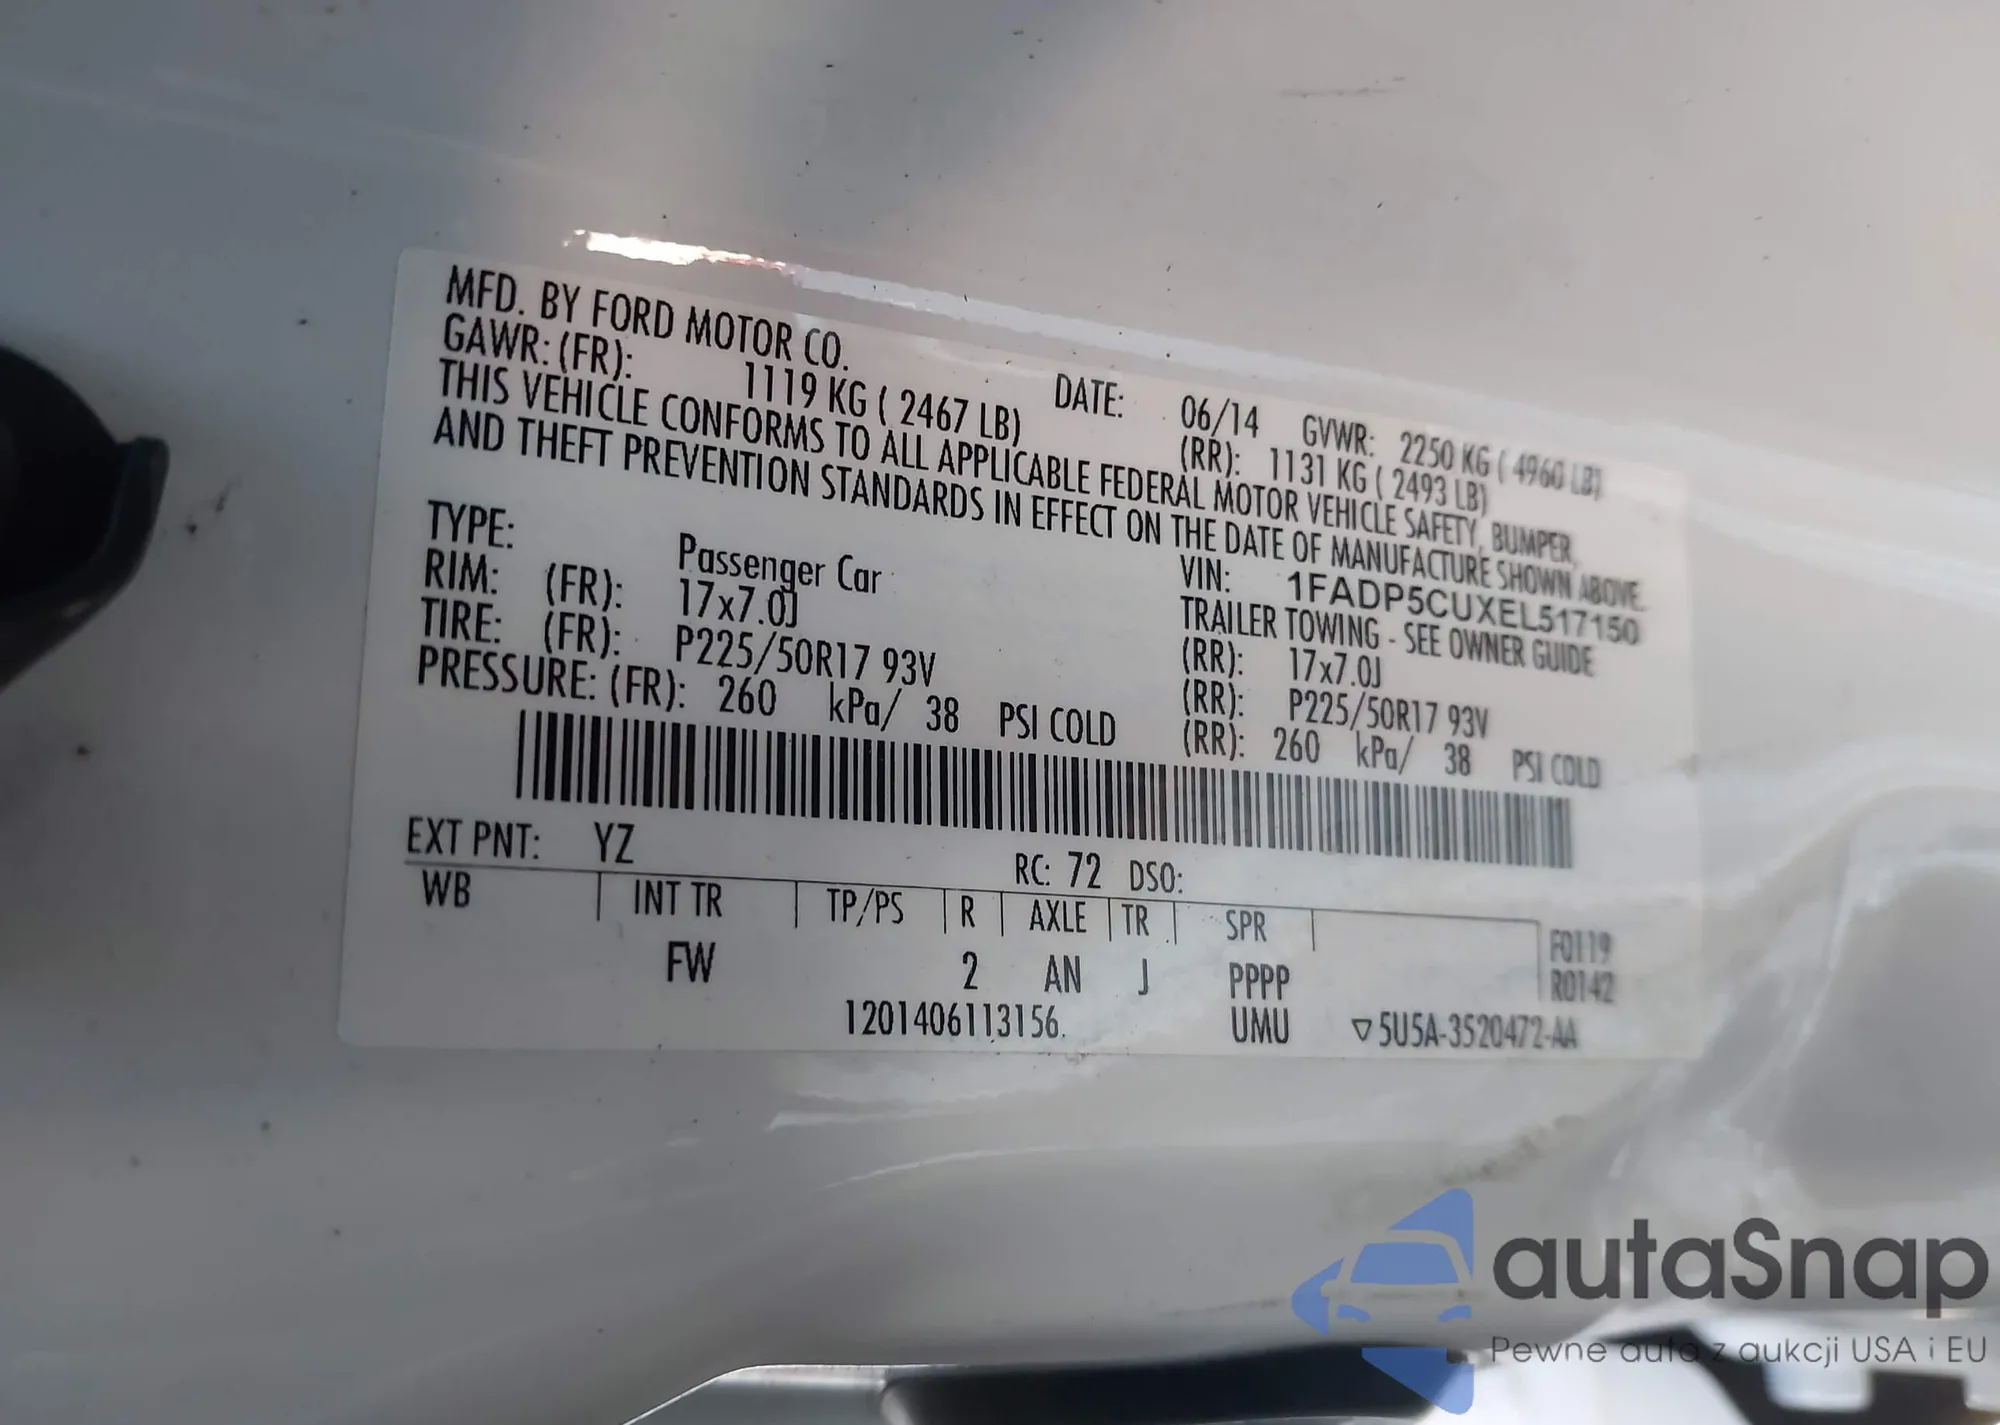 MFD. BY FORD MOTOR CO.
DATE: 06/14 GVWR: 2250 KG ( 4960 LB)
GAWR: (FR): 1119 KG ( 2467 LB) (RR): 1131 KG ( 2493 LB)
THIS VEHICLE CONFORMS TO ALL APPLICABLE FEDERAL MOTOR VEHICLE SAFETY, BUMPER,
AND THEFT PREVENTION STANDARDS IN EFFECT ON THE DATE OF MANUFACTURE SHOWN ABOVE.
VIN: 1FADP5CUXEL517150
TYPE: Passenger Car TRAILER TOWING - SEE OWNER GUIDE
RIM: (FR): 17x7.0J (RR): 17x7.0J
TIRE: (FR): P225/50R17 93V (RR): P225/50R17 93V
PRESSURE: (FR): 260 kPa/ 38 PSI COLD (RR): 260 kPa/ 38 PSI COLD
EXT PNT: YZ RC: 72 DSO:
WB INT TR TP/PS R AXLE TR SPR F0119
FW 2 AN J PPPP R0142
1201406113156. UMU ▽5U5A-3520472-AA
autaSnap
Pewne auta z aukcji USA i EU